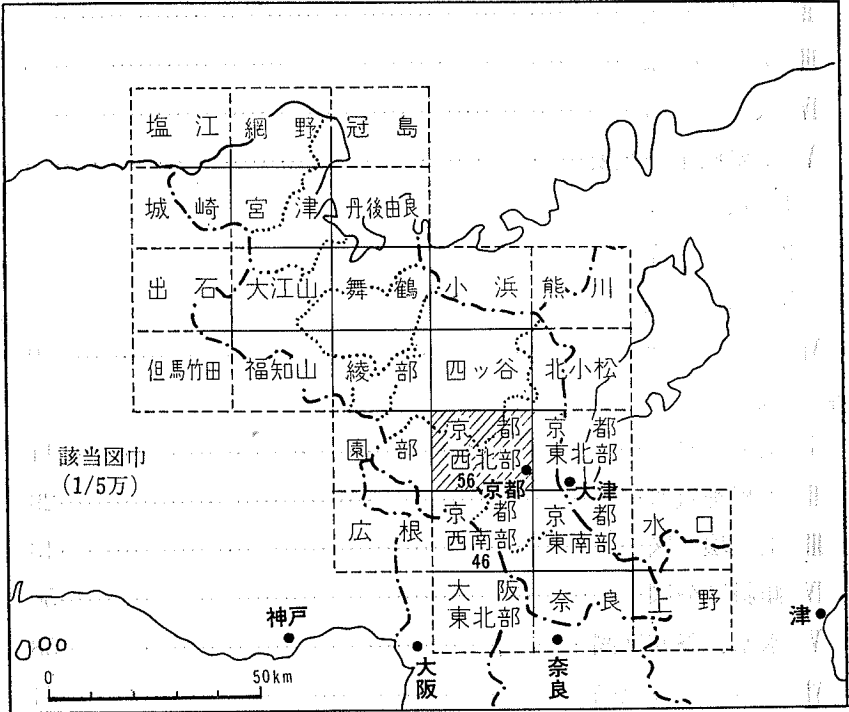 塩江
網野
冠島
城崎
宮津
丹後由良
出石
大江山
舞鶴
小浜
熊川
但馬竹田
福知山
綾部
四ッ谷
北小松
園部
京都
西北部
56
京都
東北部
京都
大津
該当図巾
(1/5万)
広根
京都
西南部
46
京都
東南部
水口
大阪
東北部
奈良
上野
神戸
大阪
奈良
津
0
50km